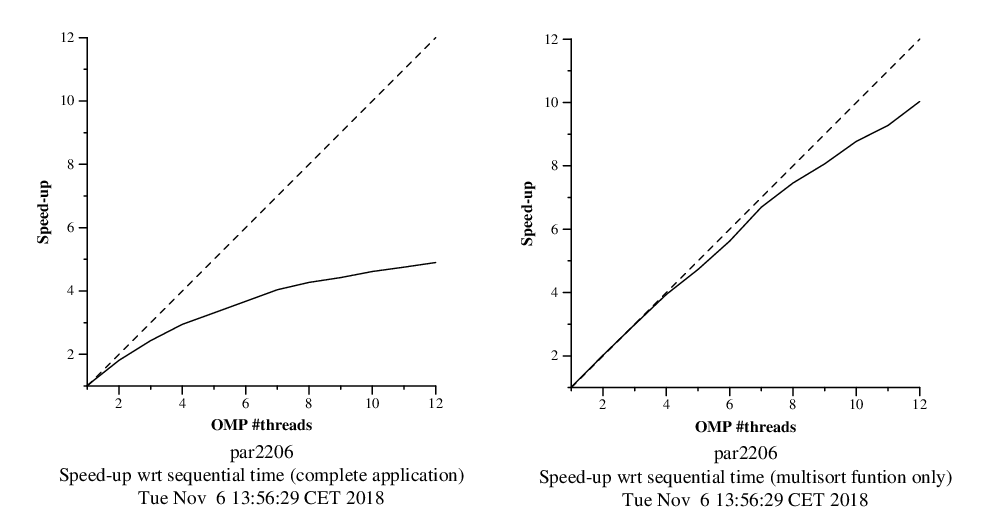 12
10
8
6
4
2
Speed-up
2 4 6 8 10 12
OMP #threads
par2206
Speed-up wrt sequential time (complete application)
Tue Nov 6 13:56:29 CET 2018
12
10
8
6
4
2
Speed-up
2 4 6 8 10 12
OMP #threads
par2206
Speed-up wrt sequential time (multisort funtion only)
Tue Nov 6 13:56:29 CET 2018